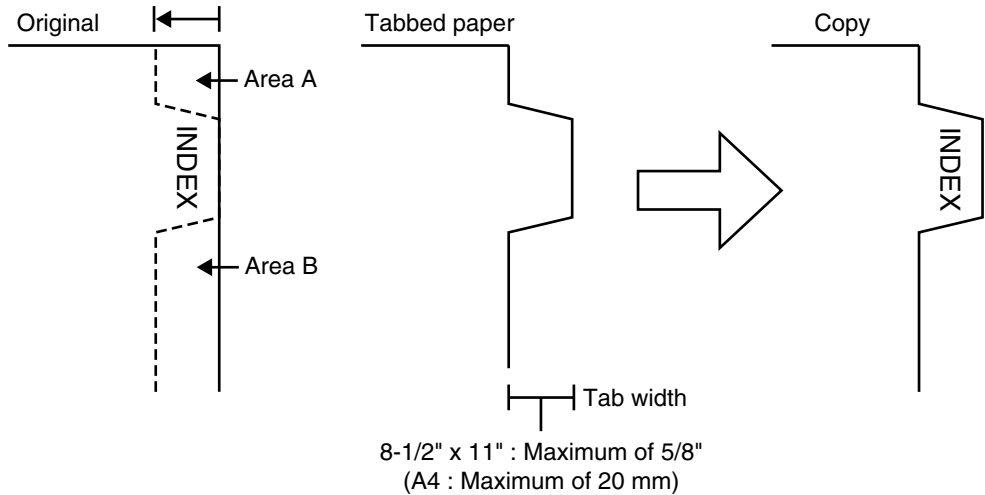 Original
Area A
INDEX
Area B
Tabbed paper
Tab width
8-1/2" x 11" : Maximum of 5/8"
(A4 : Maximum of 20 mm)
Copy
INDEX